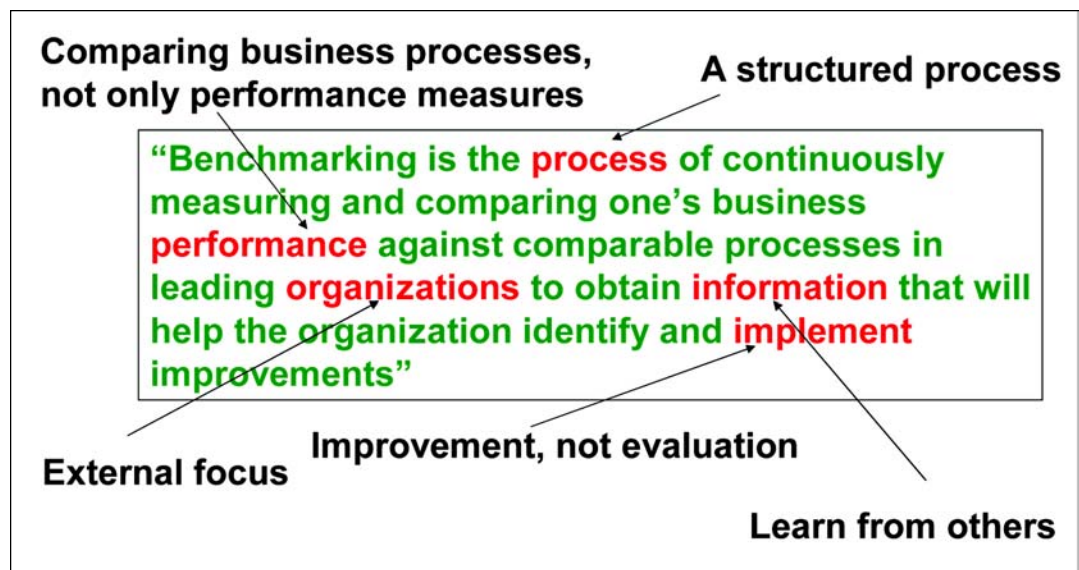 Comparing business processes,
not only performance measures
A structured process
“Benchmarking is the process of continuously
measuring and comparing one’s business
performance against comparable processes in
leading organizations to obtain information that will
help the organization identify and implement
improvements”
Improvement, not evaluation
External focus
Learn from others